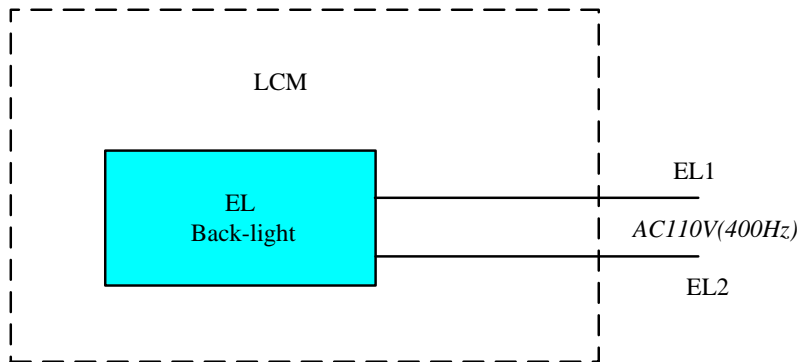 LCM
EL
Back-light
EL1
AC110V(400Hz)
EL2